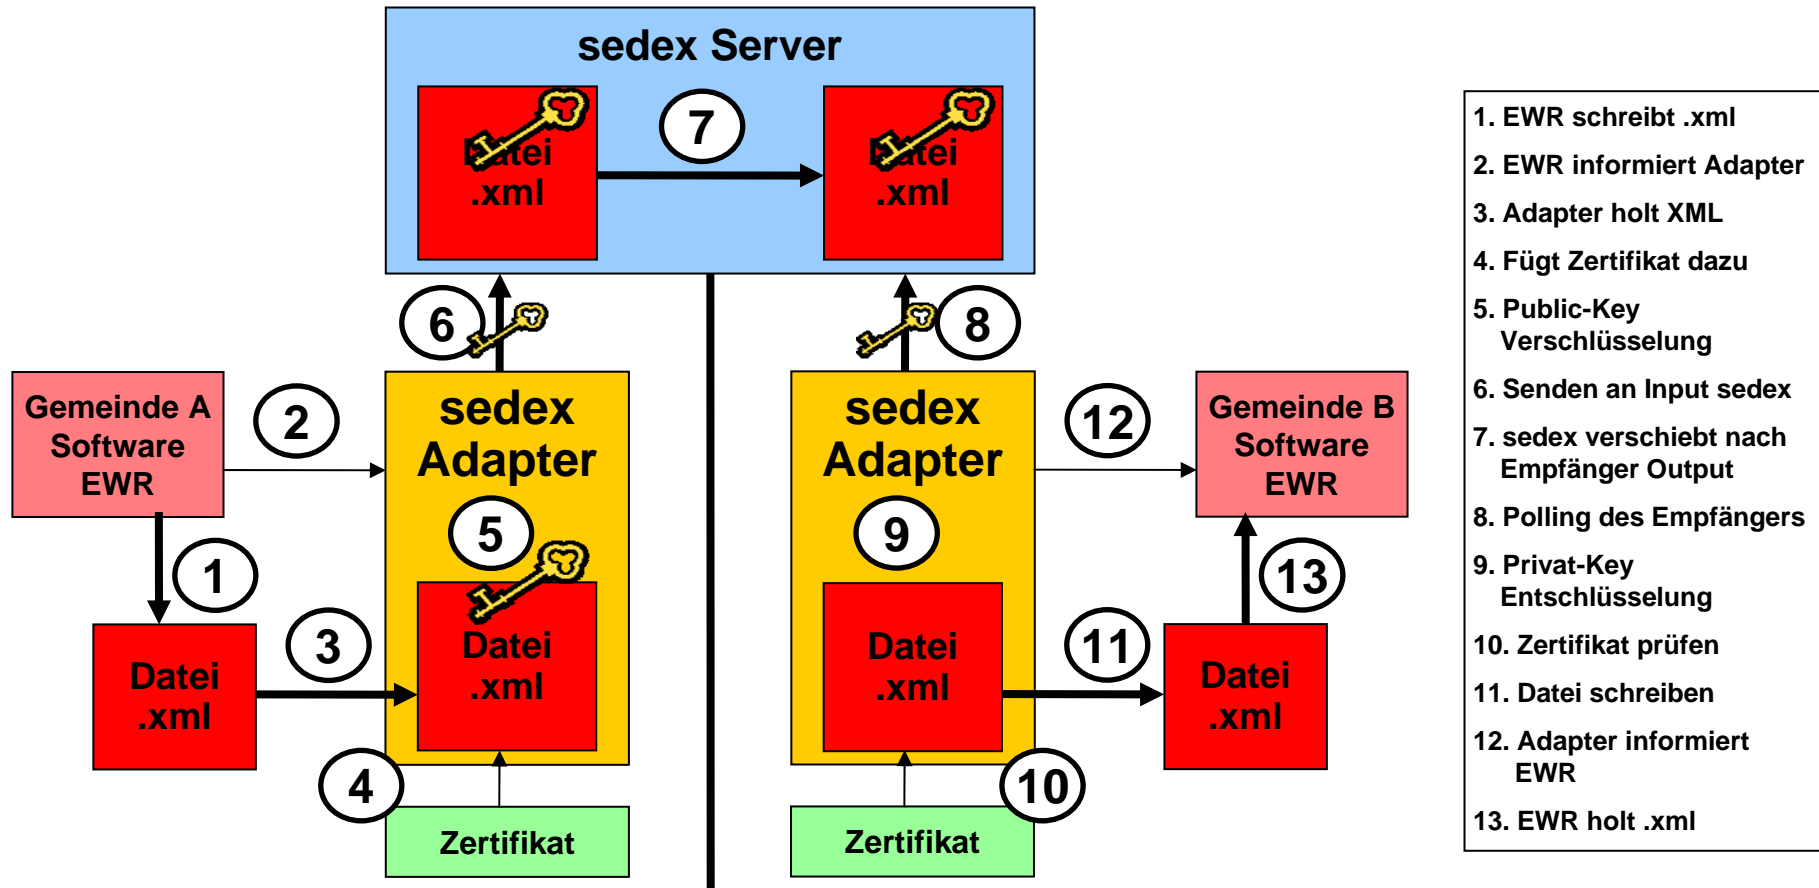 sedex Server
Datei
.xml
7
Datei
.xml
6
8
Gemeinde A
Software
EWR
2
sedex
Adapter
5
Datei
.xml
1
3
Datei
.xml
4
Zertifikat
sedex
Adapter
9
Datei
.xml
12
Gemeinde B
Software
EWR
13
11
Datei
.xml
10
Zertifikat
1. EWR schreibt .xml
2. EWR informiert Adapter
3. Adapter holt XML
4. Fügt Zertifikat dazu
5. Public-Key
Verschlüsselung
6. Senden an Input sedex
7. sedex verschiebt nach
Empfänger Output
8. Polling des Empfängers
9. Privat-Key
Entschlüsselung
10. Zertifikat prüfen
11. Datei schreiben
12. Adapter informiert
EWR
13. EWR holt .xml